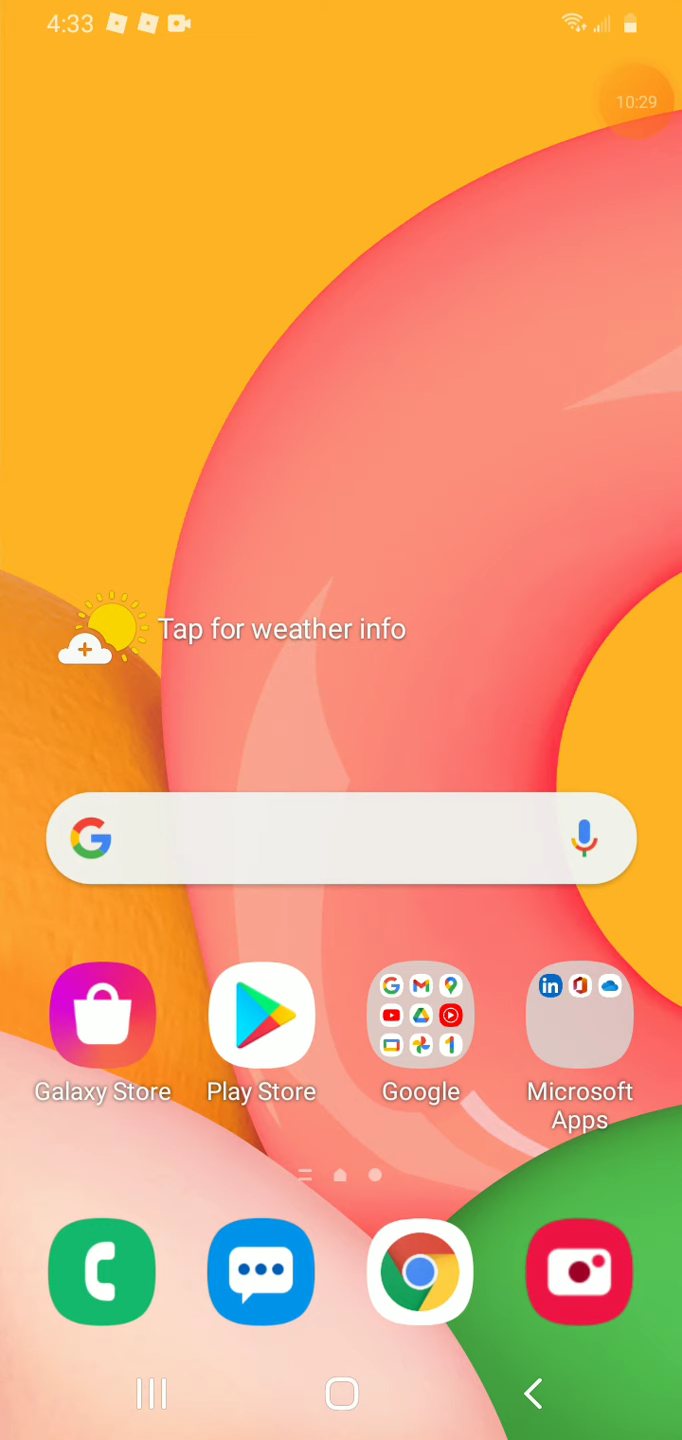 4:33
10:29
Tap for weather info
Galaxy Store
Play Store
Google
Microsoft
Apps